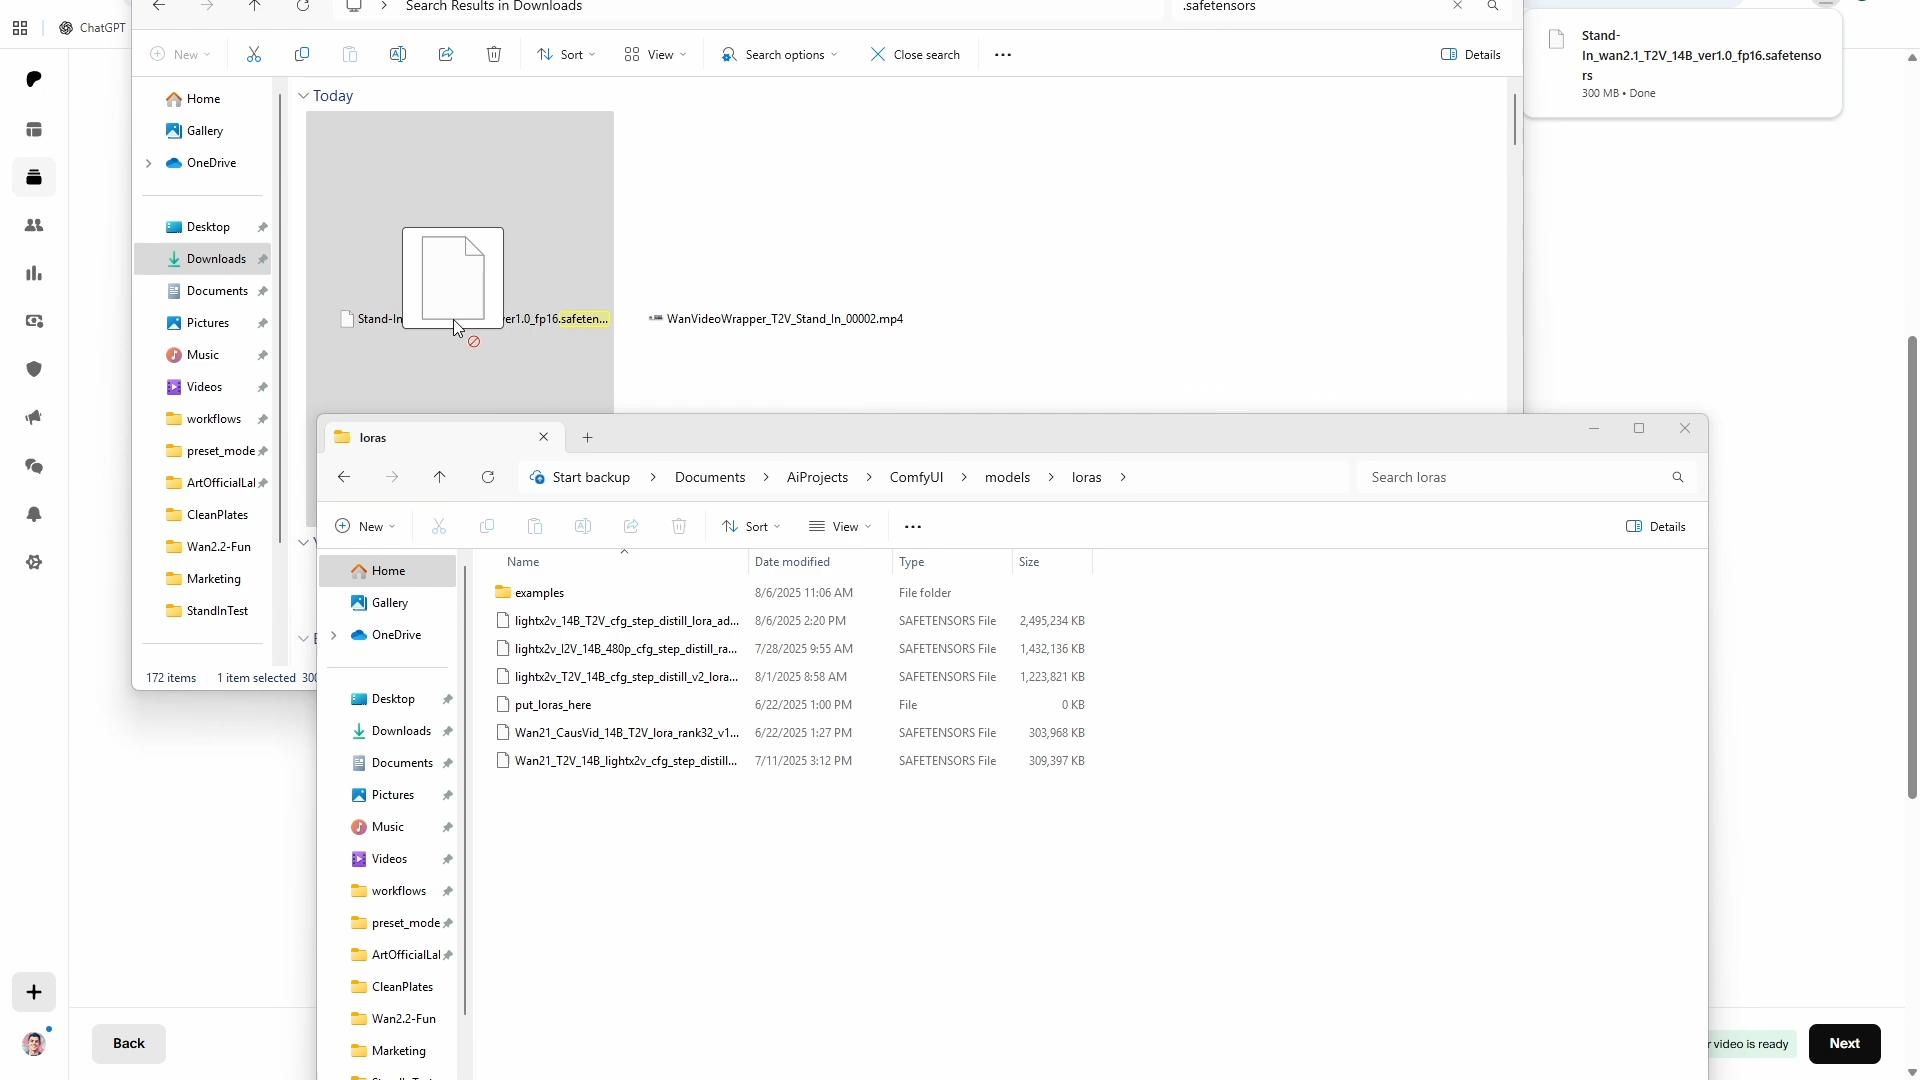 ChatGPT
Search Results in Downloads
.safetensors
New
Sort
View
Search options
Close search
Details
Stand-
In_wan2.1_T2V_14B_ver1.0_fp16.safetenso
rs
300 MB • Done
Home
Gallery
OneDrive
Desktop
Downloads
Documents
Pictures
Music
Videos
workflows
preset_mode
ArtOfficialLal
CleanPlates
Wan2.2-Fun
Marketing
StandInTest
Today
Stand-In
er1.0_fp16.safeten...
WanVideoWrapper_T2V_Stand_In_00002.mp4
172 items
1 item selected
loras
Start backup > Documents > AiProjects > ComfyUI > models > loras >
Search loras
New
Sort
View
Details
Home
Gallery
OneDrive
Desktop
Downloads
Documents
Pictures
Music
Videos
workflows
preset_mode
ArtOfficialLal
CleanPlates
Wan2.2-Fun
Marketing
Name Date modified Type Size
examples 8/6/2025 11:06 AM File folder
lightx2v_14B_T2V_cfg_step_distill_lora_ad... 8/6/2025 2:20 PM SAFETENSORS File 2,495,234 KB
lightx2v_I2V_14B_480p_cfg_step_distill_ra... 7/28/2025 9:55 AM SAFETENSORS File 1,432,136 KB
lightx2v_T2V_14B_cfg_step_distill_v2_lora... 8/1/2025 8:58 AM SAFETENSORS File 1,223,821 KB
put_loras_here 6/22/2025 1:00 PM File 0 KB
Wan21_CausVid_14B_T2V_lora_rank32_v1... 6/22/2025 1:27 PM SAFETENSORS File 303,968 KB
Wan21_T2V_14B_lightx2v_cfg_step_distill... 7/11/2025 3:12 PM SAFETENSORS File 309,397 KB
Back
video is ready
Next